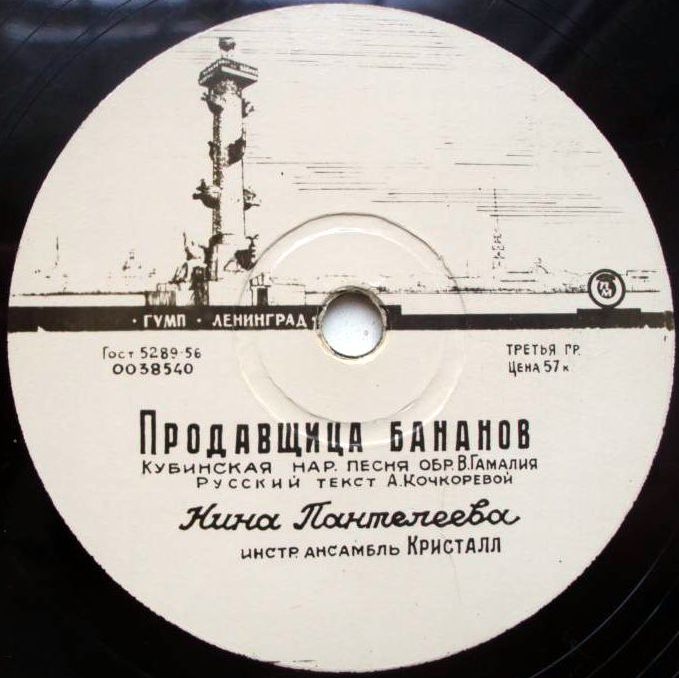 · ГУМП · ЛЕНИНГРАД ·
Гост 5289-56
0038540
ТРЕТЬЯ ГР.
ЦЕНА 57 к
ПРОДАВЩИЦА БАНАНОВ
КУБИНСКАЯ НАР. ПЕСНЯ ОБР. В. ГАМАЛИЯ
РУССКИЙ ТЕКСТ А. КОЧКОРЕВОЙ
Нина Пантелеева
ИНСТР. АНСАМБЛЬ КРИСТАЛЛ